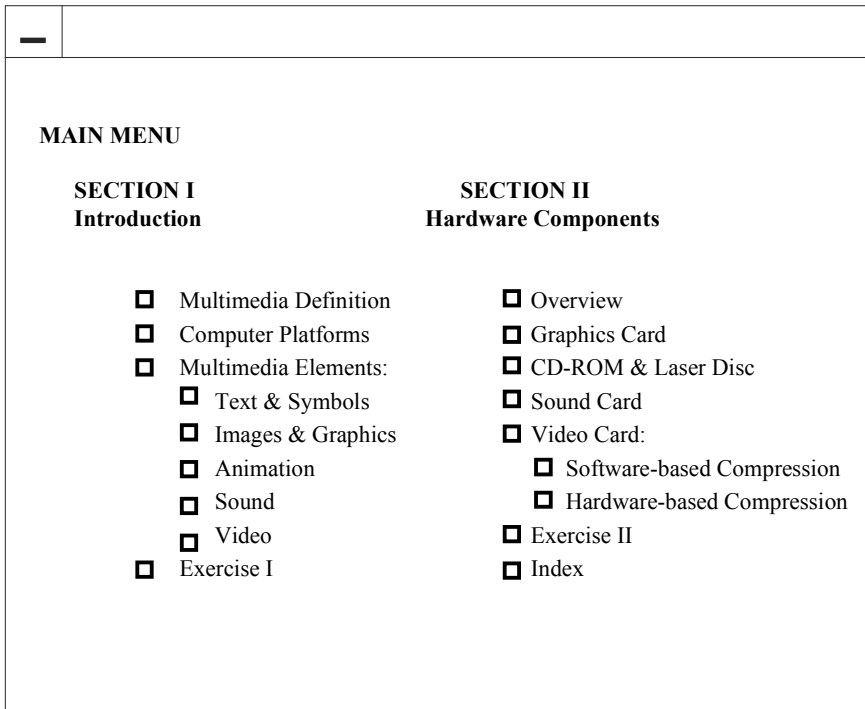 MAIN MENU
SECTION I
Introduction
Multimedia Definition
Computer Platforms
Multimedia Elements:
Text & Symbols
Images & Graphics
Animation
Sound
Video
Exercise I
SECTION II
Hardware Components
Overview
Graphics Card
CD-ROM & Laser Disc
Sound Card
Video Card:
Software-based Compression
Hardware-based Compression
Exercise II
Index